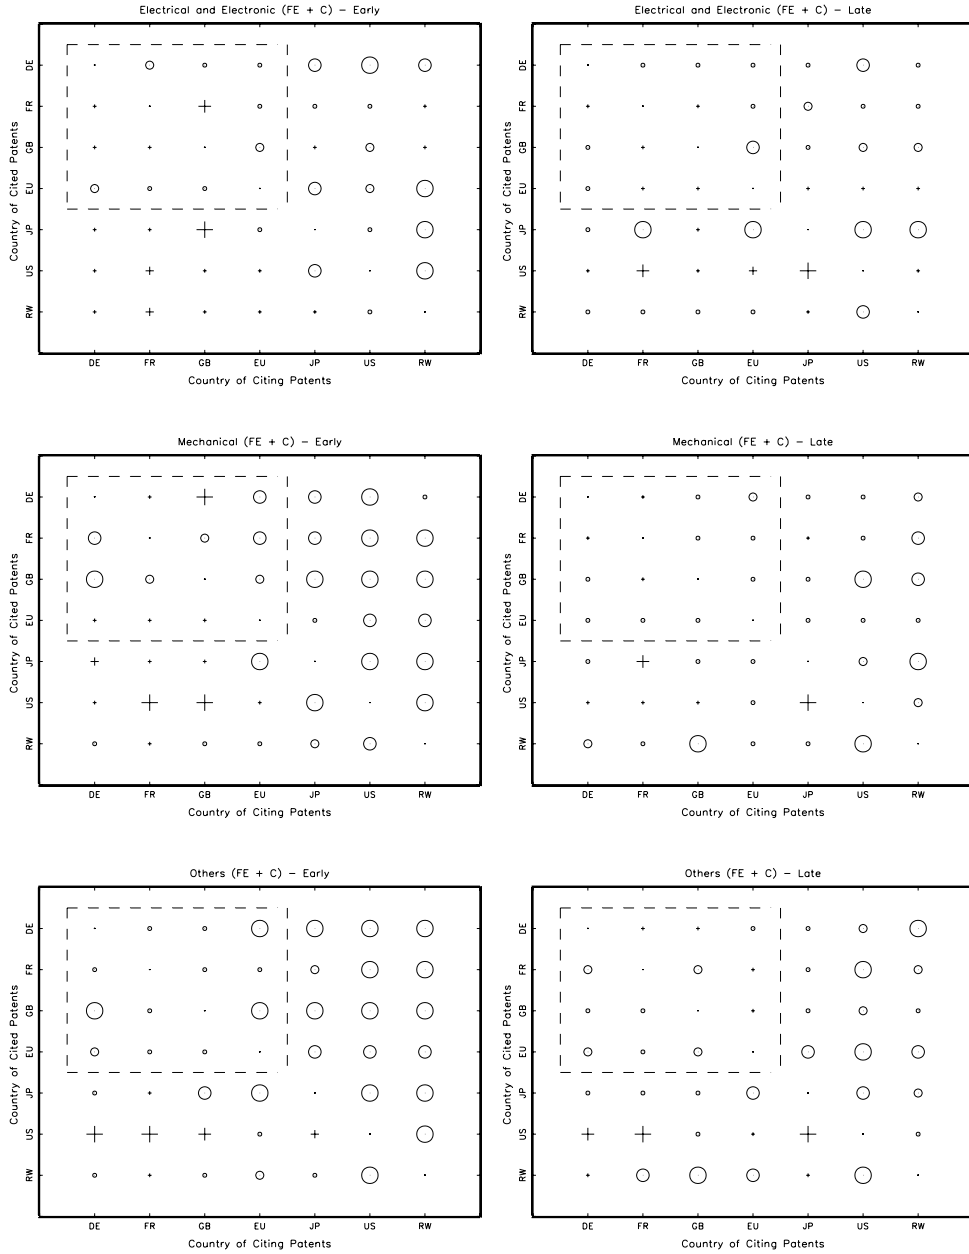 Electrical and Electronic (FE + C) – Early
Country of Cited Patents
DE
FR
GB
EU
JP
US
RW
DE FR GB EU JP US RW
Country of Citing Patents
Electrical and Electronic (FE + C) – Late
Country of Cited Patents
DE
FR
GB
EU
JP
US
RW
DE FR GB EU JP US RW
Country of Citing Patents
Mechanical (FE + C) – Early
Country of Cited Patents
DE
FR
GB
EU
JP
US
RW
DE FR GB EU JP US RW
Country of Citing Patents
Mechanical (FE + C) – Late
Country of Cited Patents
DE
FR
GB
EU
JP
US
RW
DE FR GB EU JP US RW
Country of Citing Patents
Others (FE + C) – Early
Country of Cited Patents
DE
FR
GB
EU
JP
US
RW
DE FR GB EU JP US RW
Country of Citing Patents
Others (FE + C) – Late
Country of Cited Patents
DE
FR
GB
EU
JP
US
RW
DE FR GB EU JP US RW
Country of Citing Patents